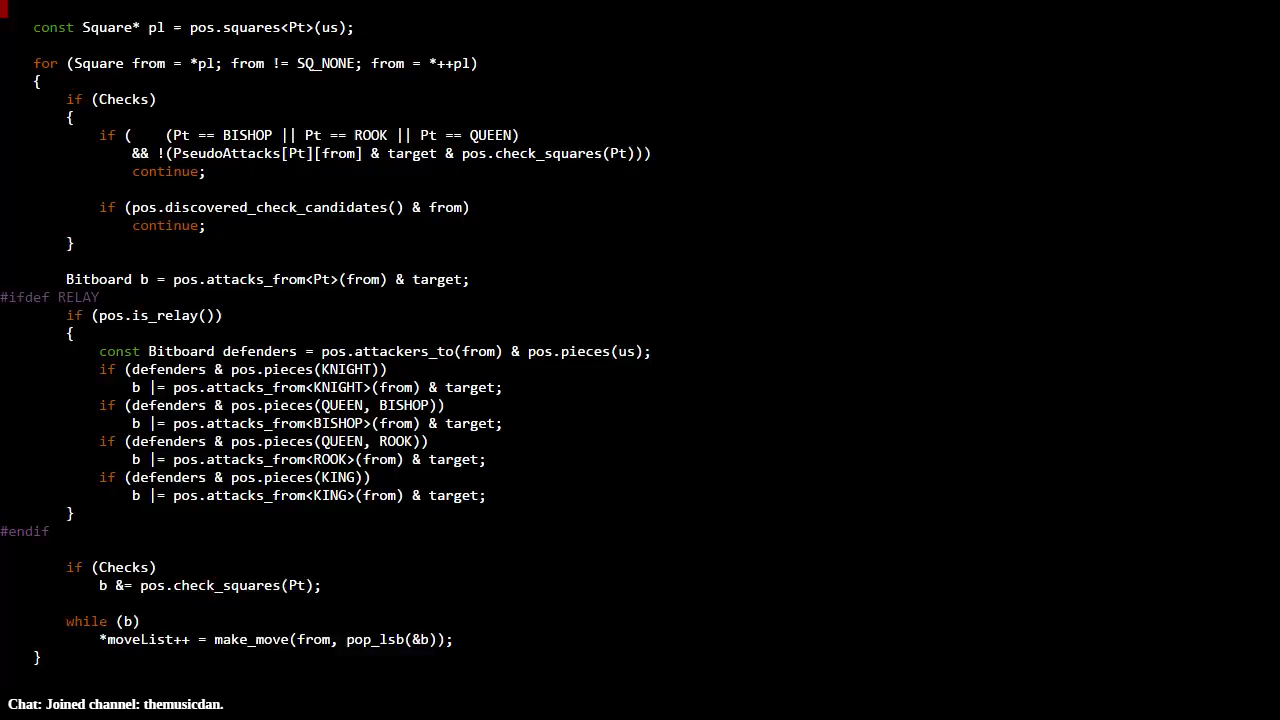 const Square* pl = pos.squares<Pt>(us);
for (Square from = *pl; from != SQ_NONE; from = *++pl)
{
if (Checks)
{
if (    (Pt == BISHOP || Pt == ROOK || Pt == QUEEN)
&& !(PseudoAttacks[Pt][from] & target & pos.check_squares(Pt)))
continue;
if (pos.discovered_check_candidates() & from)
continue;
}
Bitboard b = pos.attacks_from<Pt>(from) & target;
#ifdef RELAY
if (pos.is_relay())
{
const Bitboard defenders = pos.attackers_to(from) & pos.pieces(us);
if (defenders & pos.pieces(KNIGHT))
b |= pos.attacks_from<KNIGHT>(from) & target;
if (defenders & pos.pieces(QUEEN, BISHOP))
b |= pos.attacks_from<BISHOP>(from) & target;
if (defenders & pos.pieces(QUEEN, ROOK))
b |= pos.attacks_from<ROOK>(from) & target;
if (defenders & pos.pieces(KING))
b |= pos.attacks_from<KING>(from) & target;
}
#endif
if (Checks)
b &= pos.check_squares(Pt);
while (b)
*moveList++ = make_move(from, pop_lsb(&b));
}
Chat: Joined channel: themusicdan.